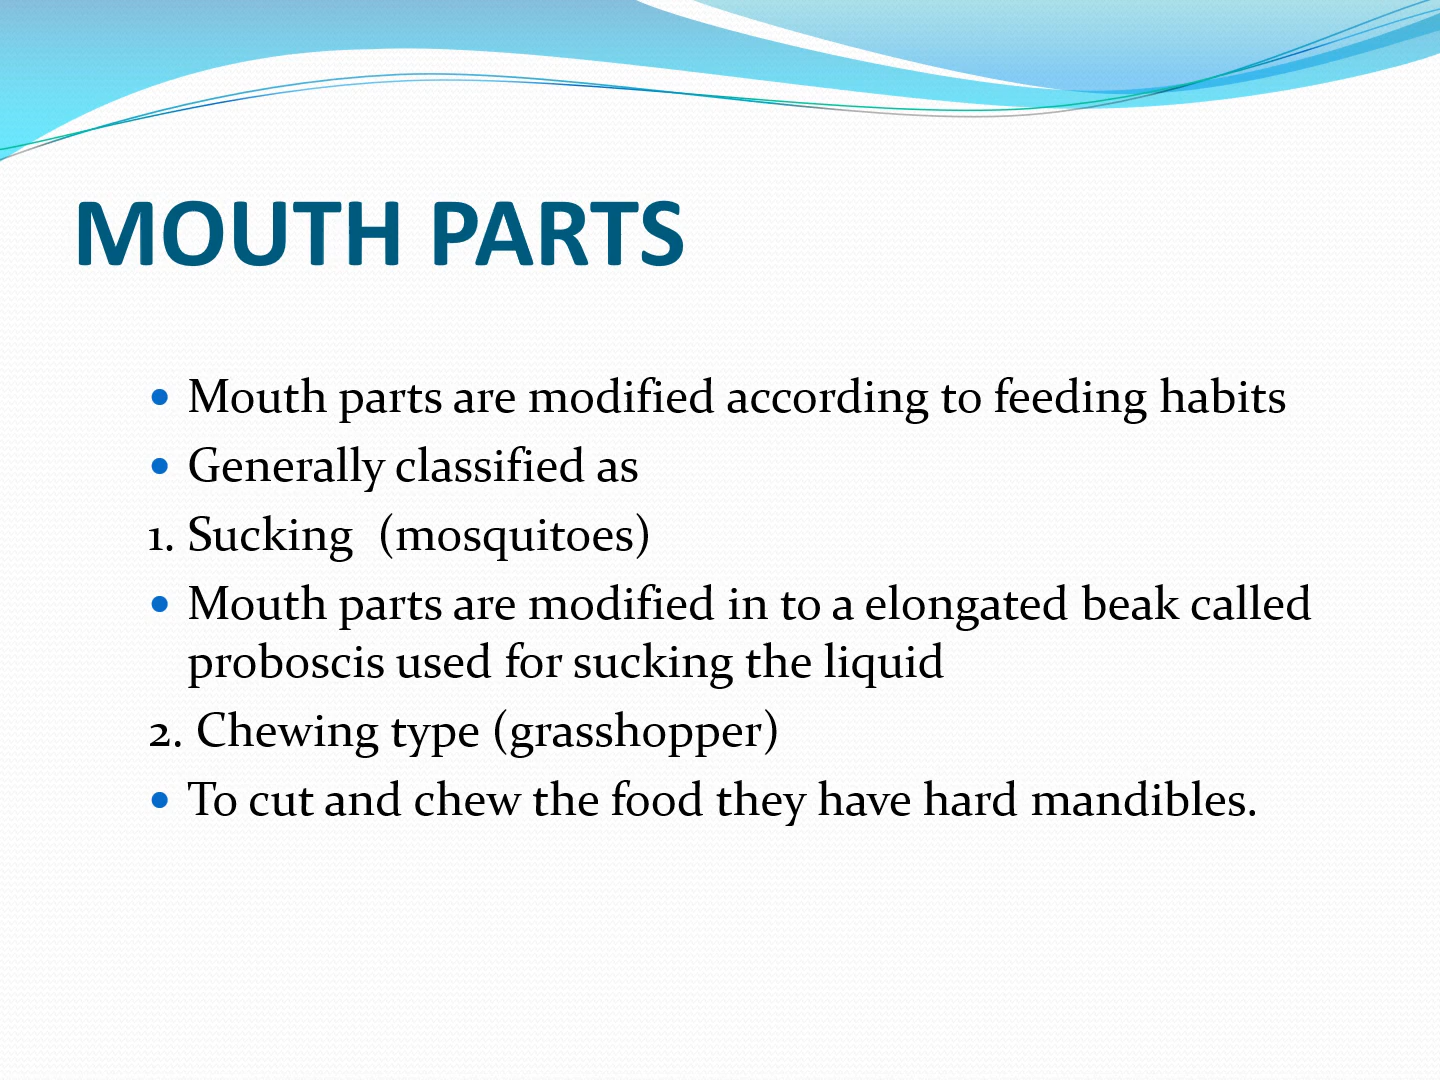 MOUTH PARTS
• Mouth parts are modified according to feeding habits
• Generally classified as
1. Sucking  (mosquitoes)
• Mouth parts are modified in to a elongated beak called
proboscis used for sucking the liquid
2. Chewing type (grasshopper)
• To cut and chew the food they have hard mandibles.